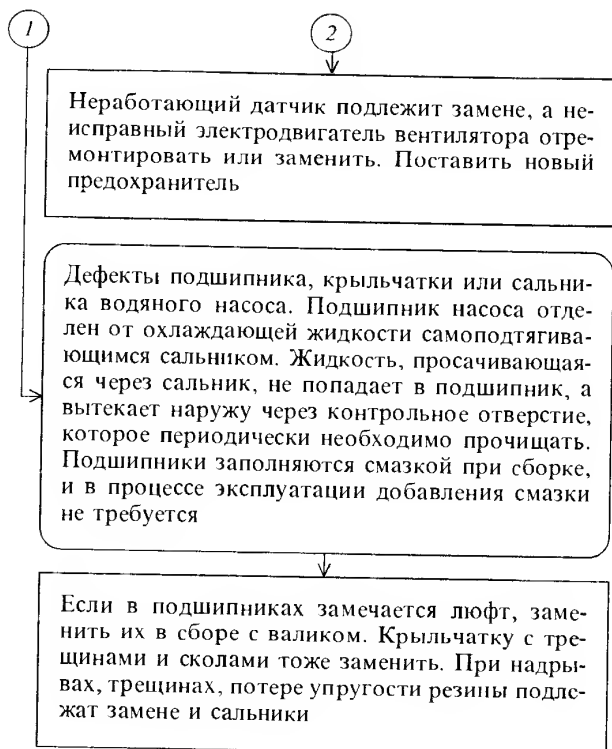 1
2
Неработающий датчик подлежит замене, а не-
исправный электродвигатель вентилятора отре-
монтировать или заменить. Поставить новый
предохранитель
Дефекты подшипника, крыльчатки или сальни-
ка водяного насоса. Подшипник насоса отде-
лен от охлаждающей жидкости самоподтягива-
ющимся сальником. Жидкость, просачивающа-
яся через сальник, не попадает в подшипник, а
вытекает наружу через контрольное отверстие,
которое периодически необходимо прочищать.
Подшипники заполняются смазкой при сборке,
и в процессе эксплуатации добавления смазки
не требуется
Если в подшипниках замечается люфт, заме-
нить их в сборе с валиком. Крыльчатку с тре-
щинами и сколами тоже заменить. При надры-
вах, трещинах, потере упругости резины подле-
жат замене и сальники